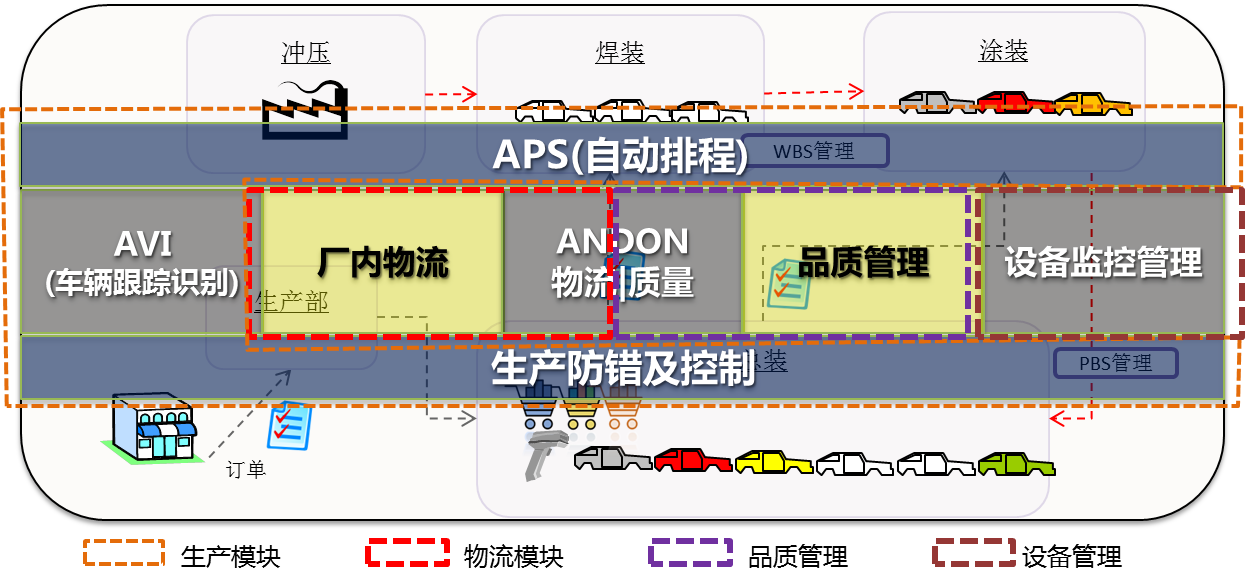 冲压
焊装
涂装
APS(自动排程)
WBS管理
AVI
(车辆跟踪识别)
厂内物流
ANDON
物流|质量
品质管理
设备监控管理
生产部
生产防错及控制
总装
PBS管理
订单
生产模块
物流模块
品质管理
设备管理